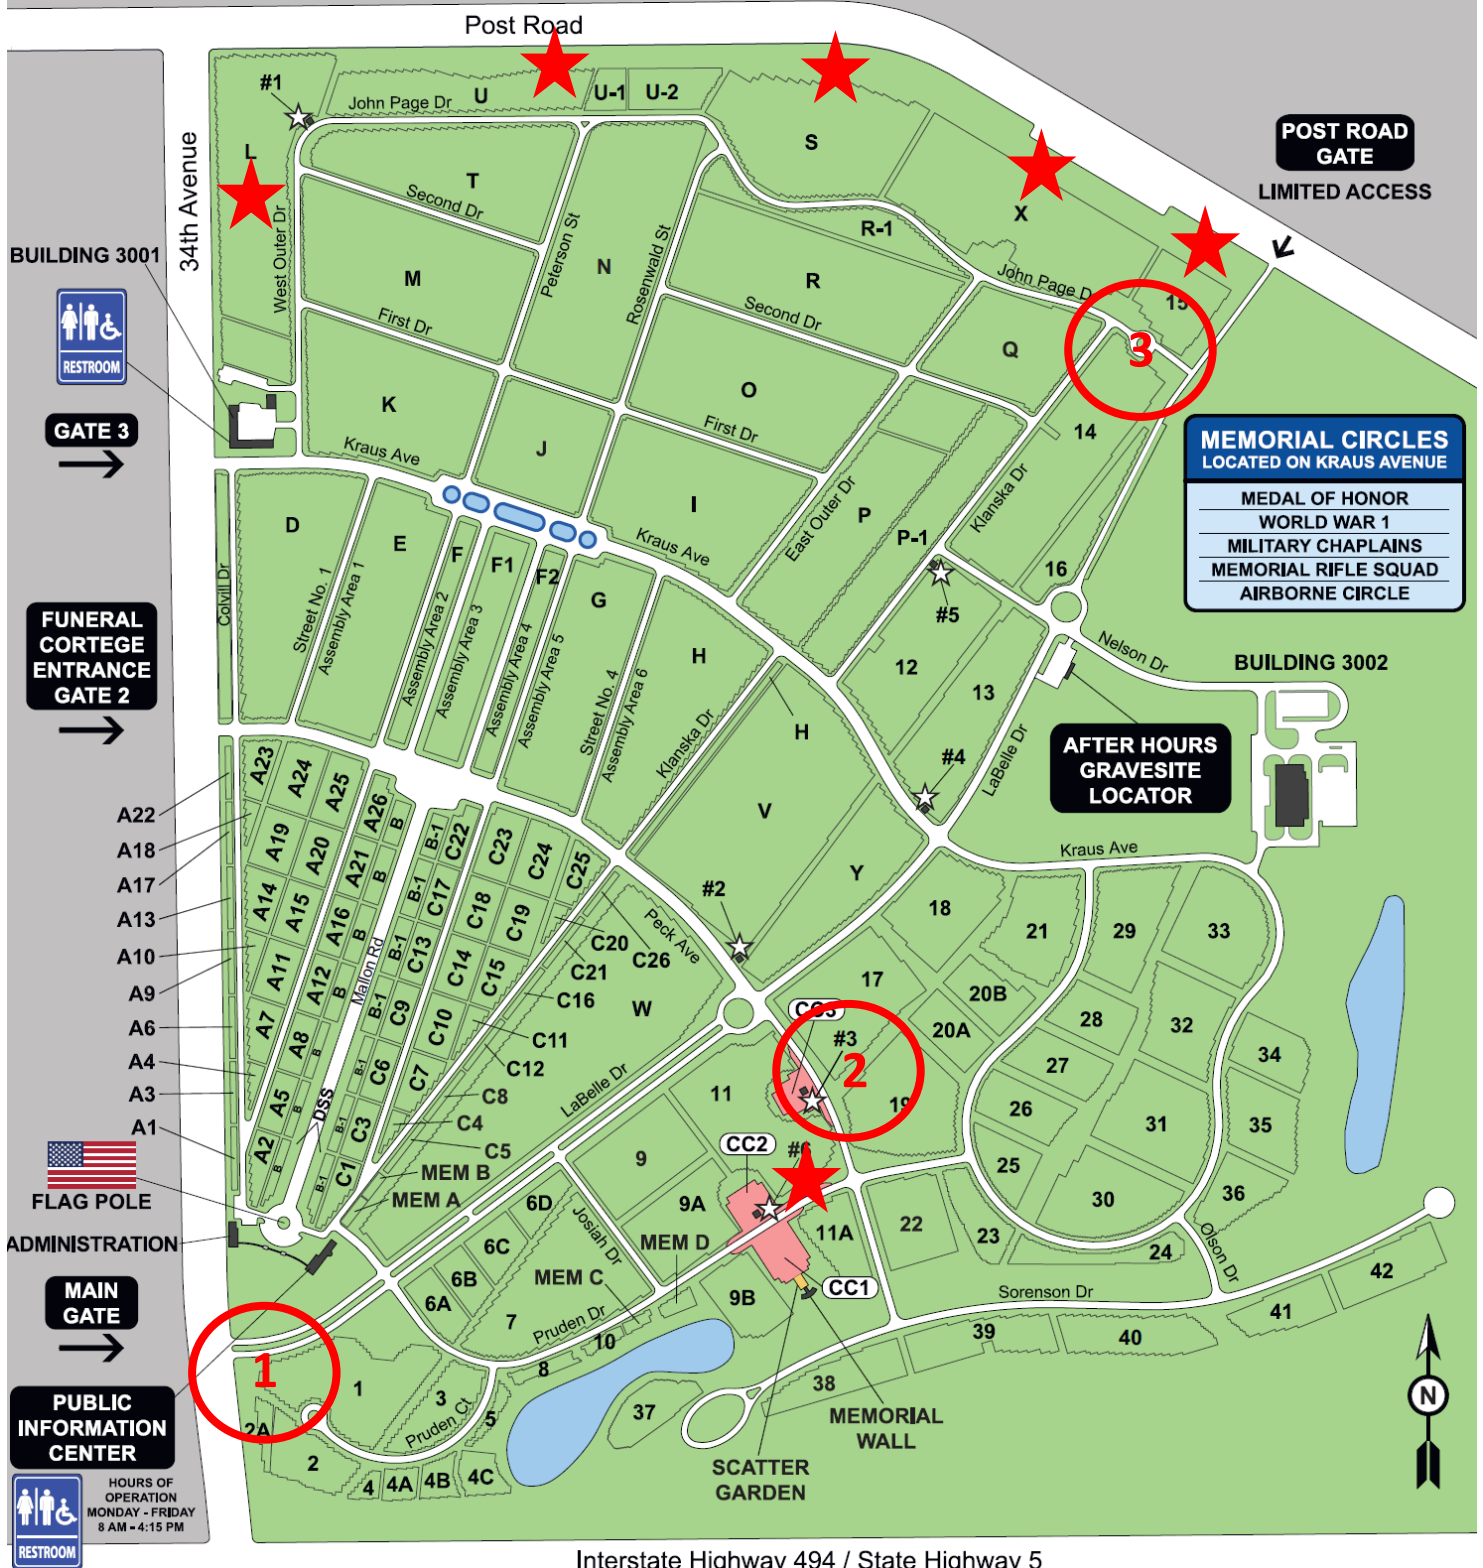 Post Road
#1
U
U-1
U-2
John Page Dr
S
POST ROAD
GATE
LIMITED ACCESS
34th Avenue
L
T
Second Dr
X
R-1
West Outer Dr
BUILDING 3001
M
Peterson St
N
Rosenwald St
R
John Page D
15
RESTROOM
First Dr
Second Dr
Q
3
GATE 3
K
O
Kraus Ave
J
First Dr
14
MEMORIAL CIRCLES
LOCATED ON KRAUS AVENUE
MEDAL OF HONOR
WORLD WAR 1
MILITARY CHAPLAINS
MEMORIAL RIFLE SQUAD
AIRBORNE CIRCLE
D
E
F
F1
F2
G
I
Kraus Ave
East Outer Dr
P
P-1
Klanska Dr
16
#5
Colvill Dr
Street No. 1
Assembly Area 1
Assembly Area 2
Assembly Area 3
Assembly Area 4
Assembly Area 5
Street No. 4
Assembly Area 6
H
Klanska Dr
FUNERAL
CORTEGE
ENTRANCE
GATE 2
12
13
Nelson Dr
BUILDING 3002
H
LaBelle Dr
AFTER HOURS
GRAVESITE
LOCATOR
#4
V
Y
Kraus Ave
A22
A18
A17
A13
A10
A9
A6
A4
A3
A1
A23
A24
A25
A26
B
A19
A20
A21
B
A14
A15
A16
B
A11
A12
B
A7
A8
B
A5
B
A2
B
Mallon Rd
DSS
B-1
C22
C23
C24
C25
B-1
C17
C18
C19
B-1
C13
C14
C15
B-1
C9
C10
B-1
C6
C7
B-1
C3
B-1
C1
C20
C26
C21
C16
C11
C12
C8
C4
C5
MEM B
MEM A
#2
Peck Ave
W
LaBelle Dr
18
21
29
33
17
20B
20A
28
32
27
34
CC3
#3
2
19
26
31
35
11
CC2
#6
25
30
36
9
9A
11A
22
23
24
Olson Dr
42
FLAG POLE
ADMINISTRATION
6D
6C
6B
6A
Josiah Dr
MEM D
MEM C
CC1
9B
Sorenson Dr
41
MAIN
GATE
7
Pruden Dr
10
39
40
1
1
3
8
38
N
PUBLIC
INFORMATION
CENTER
2A
Pruden Ct
5
37
MEMORIAL
WALL
2
4
4A
4B
4C
SCATTER
GARDEN
HOURS OF
OPERATION
MONDAY - FRIDAY
8 AM - 4:15 PM
RESTROOM
Interstate Highway 494 / State Highway 5